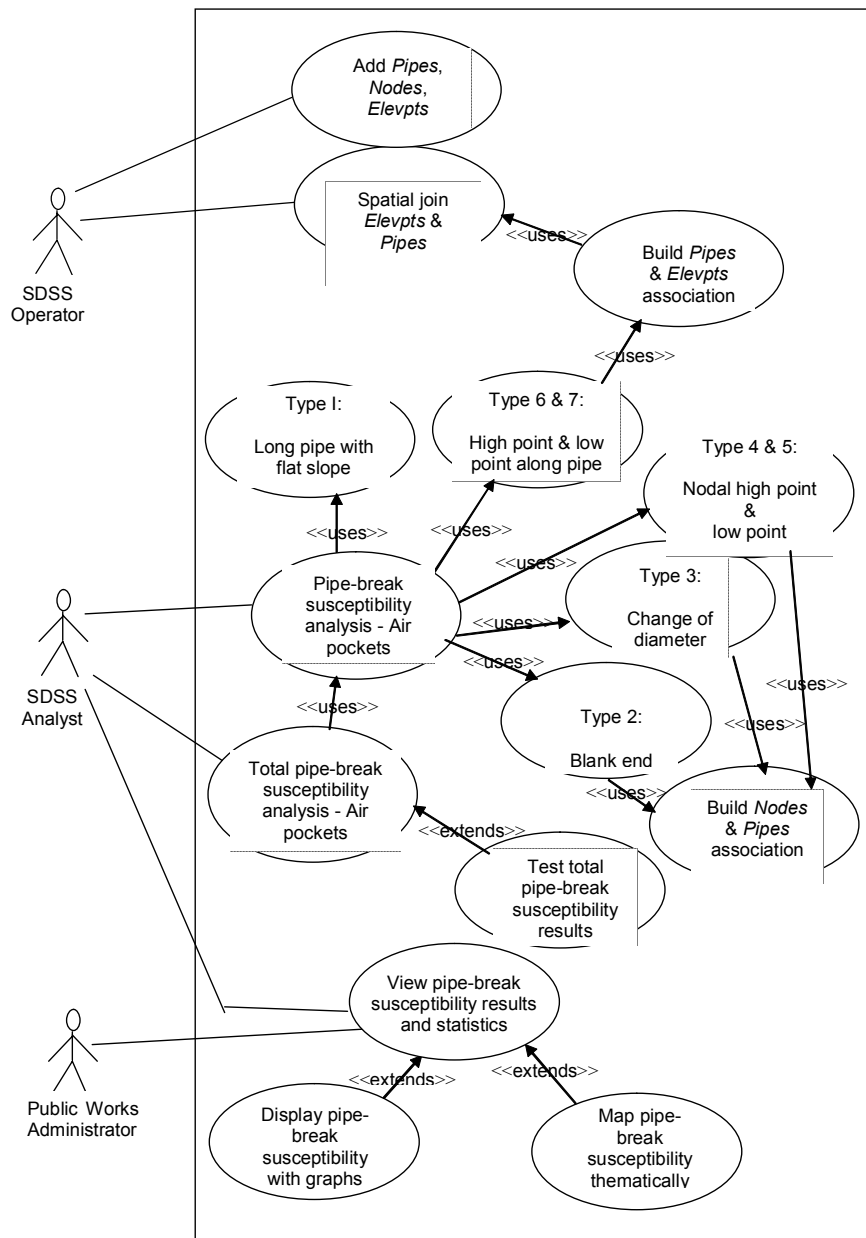 Add Pipes,
Nodes,
Elevpts
Spatial join
Elevpts &
Pipes
<<uses>>
Build Pipes
& Elevpts
association
SDSS
Operator
<<uses>>
Type I:
Long pipe with
flat slope
Type 6 & 7:
High point & low
point along pipe
Type 4 & 5:
Nodal high point
&
low point
<<uses>>
<<uses>>
<<uses>>
Pipe-break
susceptibility
analysis - Air
pockets
Type 3:
Change of
diameter
<<uses>>
<<uses>>
SDSS
Analyst
<<uses>>
Type 2:
Blank end
<<uses>>
<<uses>>
<<uses>>
Total pipe-break
susceptibility
analysis - Air
pockets
Build Nodes
& Pipes
association
<<extends>>
Test total
pipe-break
susceptibility
results
View pipe-break
susceptibility results
and statistics
Public Works
Administrator
<<extends>>
<<extends>>
Display pipe-
break
susceptibility
with graphs
Map pipe-
break
susceptibility
thematically